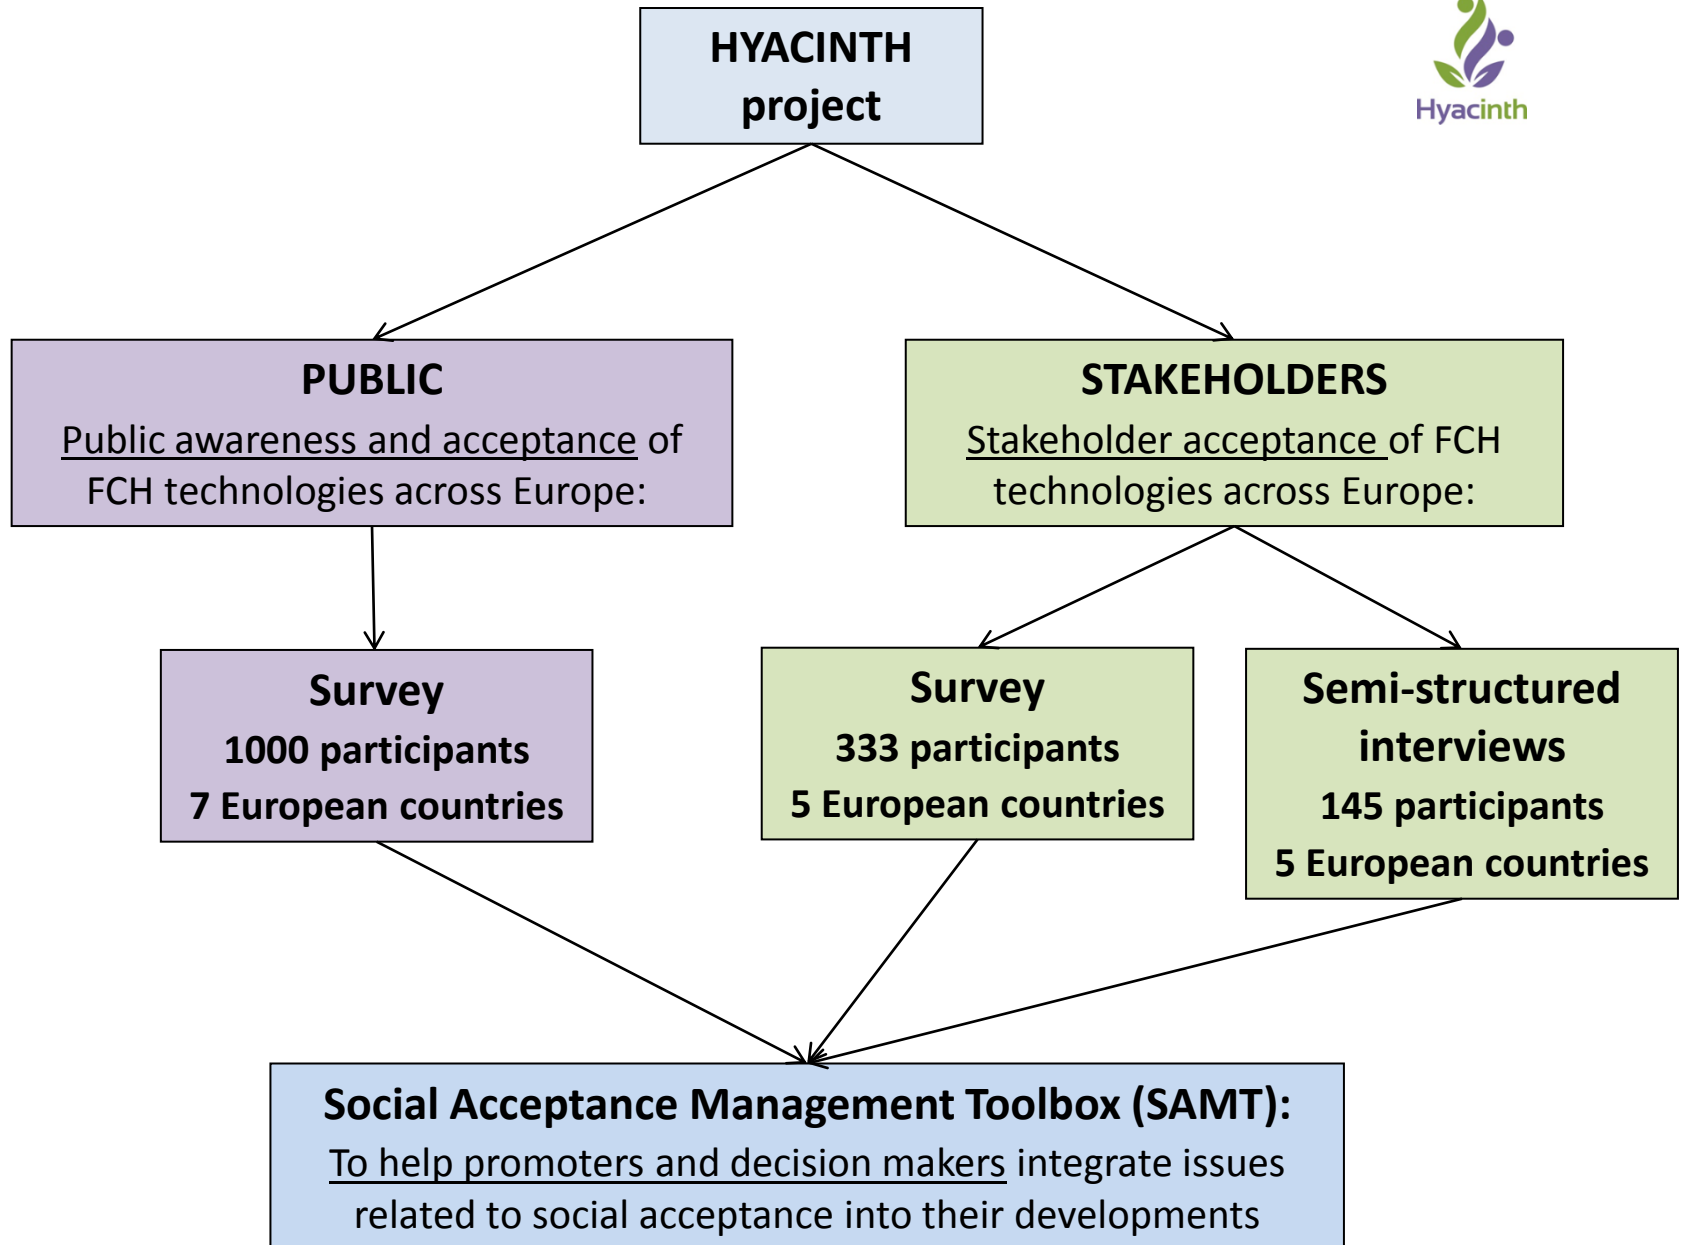 HYACINTH
project
Hyacinth
PUBLIC
Public awareness and acceptance of
FCH technologies across Europe:
STAKEHOLDERS
Stakeholder acceptance of FCH
technologies across Europe:
Survey
1000 participants
7 European countries
Survey
333 participants
5 European countries
Semi-structured
interviews
145 participants
5 European countries
Social Acceptance Management Toolbox (SAMT):
To help promoters and decision makers integrate issues
related to social acceptance into their developments